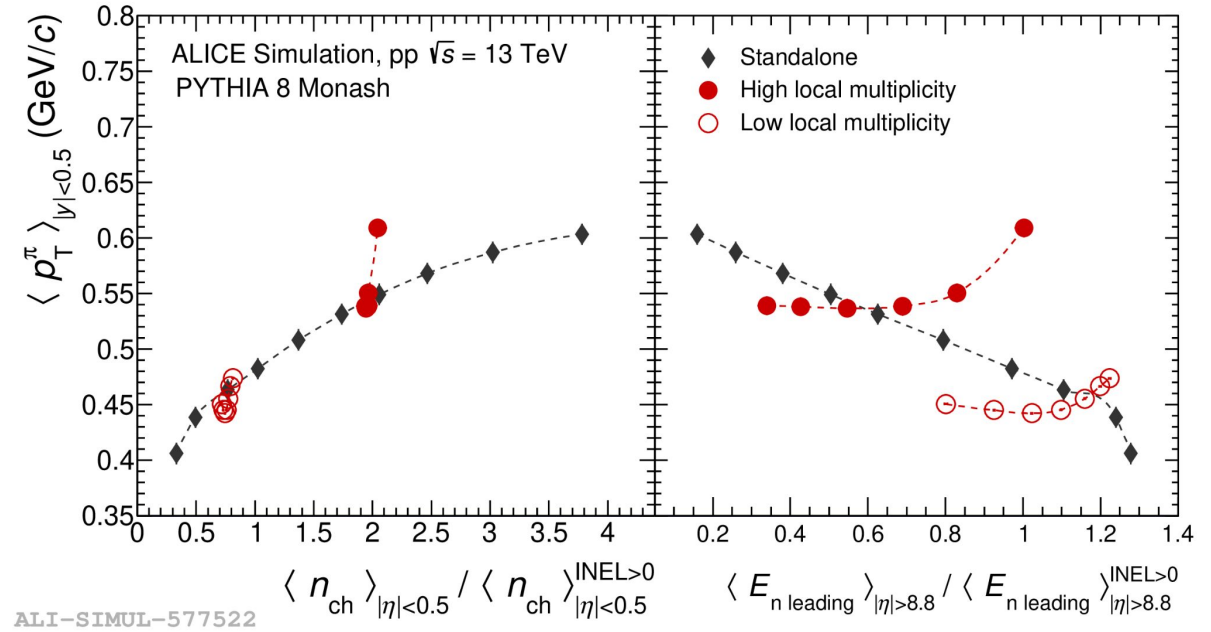 ALICE Simulation, pp √s = 13 TeV
PYTHIA 8 Monash
Standalone
High local multiplicity
Low local multiplicity
⟨ p_T^π ⟩_|y|<0.5 (GeV/c)
0.8
0.75
0.7
0.65
0.6
0.55
0.5
0.45
0.4
0.35
0 0.5 1 1.5 2 2.5 3 3.5 4
0.2 0.4 0.6 0.8 1 1.2 1.4
⟨ n_ch ⟩_|η|<0.5 / ⟨ n_ch ⟩_|η|<0.5^INEL>0
⟨ E_n leading ⟩_|η|>8.8 / ⟨ E_n leading ⟩_|η|>8.8^INEL>0
ALI-SIMUL-577522